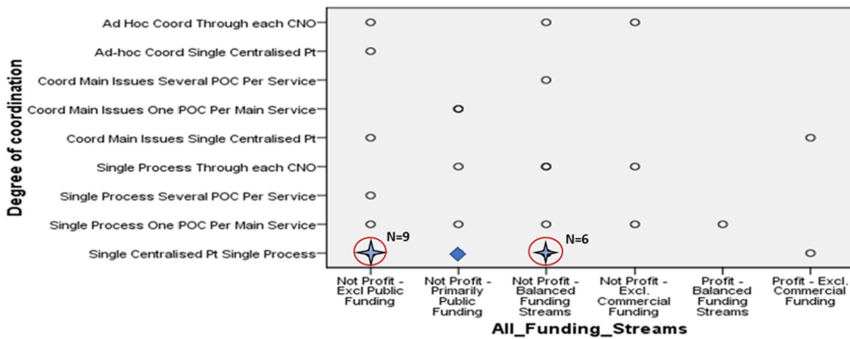 Degree of coordination
Ad Hoc Coord Through each CNO
Ad-hoc Coord Single Centralised Pt
Coord Main Issues Several POC Per Service
Coord Main Issues One POC Per Main Service
Coord Main Issues Single Centralised Pt
Single Process Through each CNO
Single Process Several POC Per Service
Single Process One POC Per Main Service
Single Centralised Pt Single Process
N=9
N=6
Not Profit -
Excl Public
Funding
Not Profit -
Primarily
Public
Funding
Not Profit -
Balanced
Funding
Streams
Not Profit -
Excl.
Commercial
Funding
Profit -
Balanced
Funding
Streams
Profit - Excl.
Commercial
Funding
All_Funding_Streams